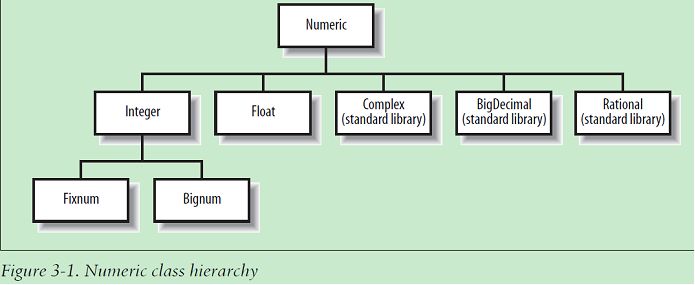 Numeric
Integer
Float
Complex
(standard library)
BigDecimal
(standard library)
Rational
(standard library)
Fixnum
Bignum
Figure 3-1. Numeric class hierarchy